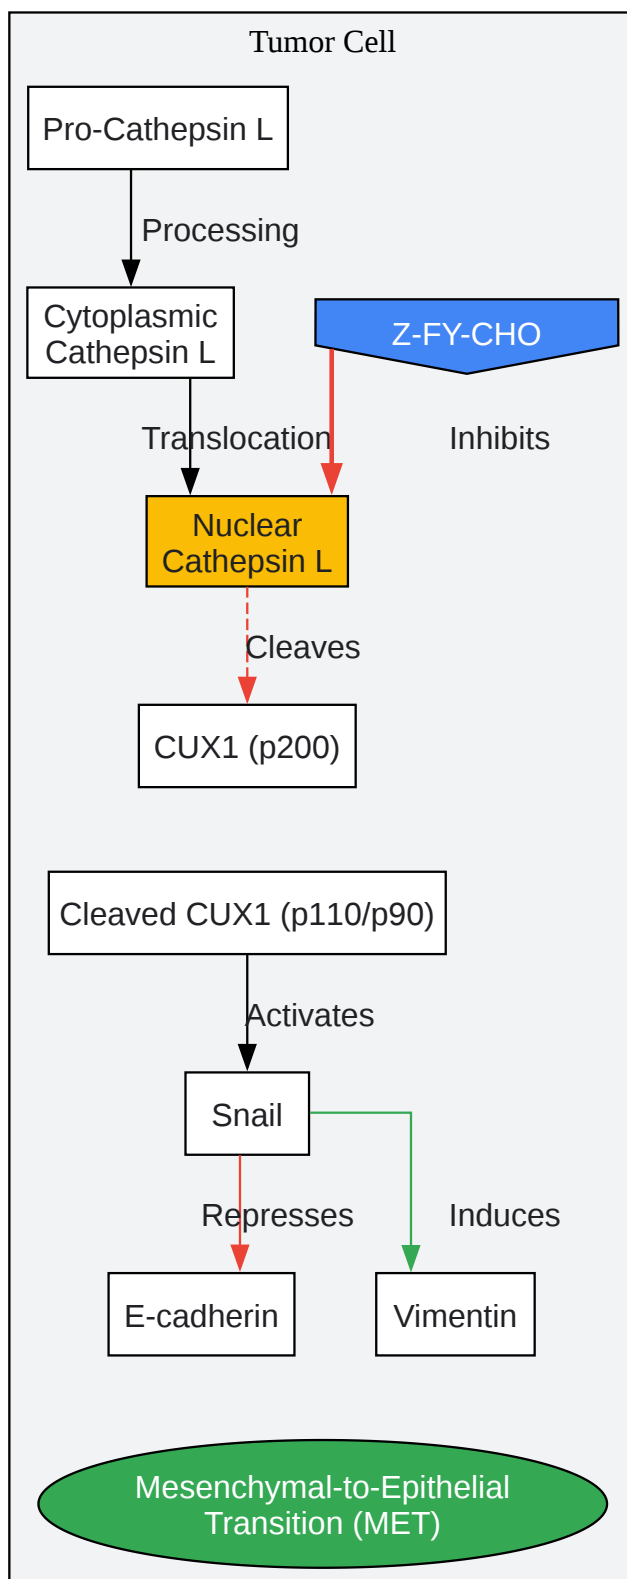 Tumor Cell
Pro-Cathepsin L
Processing
Cytoplasmic
Cathepsin L
Z-FY-CHO
Translocation
Inhibits
Nuclear
Cathepsin L
Cleaves
CUX1 (p200)
Cleaved CUX1 (p110/p90)
Activates
Snail
Represses
Induces
E-cadherin
Vimentin
Mesenchymal-to-Epithelial
Transition (MET)